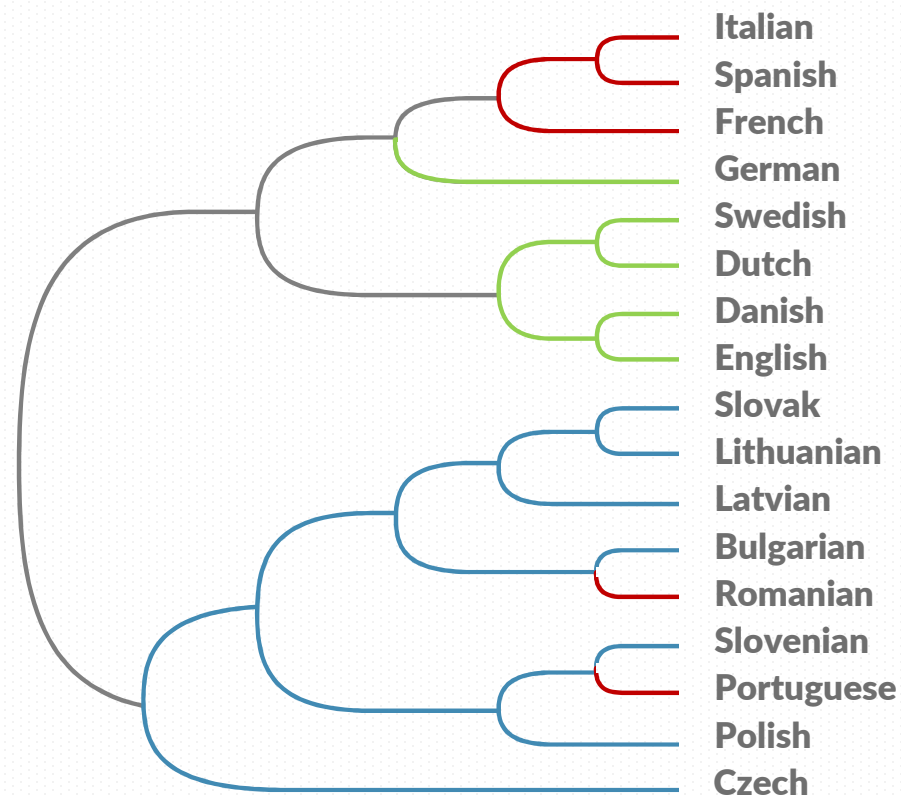 Italian
Spanish
French
German
Swedish
Dutch
Danish
English
Slovak
Lithuanian
Latvian
Bulgarian
Romanian
Slovenian
Portuguese
Polish
Czech